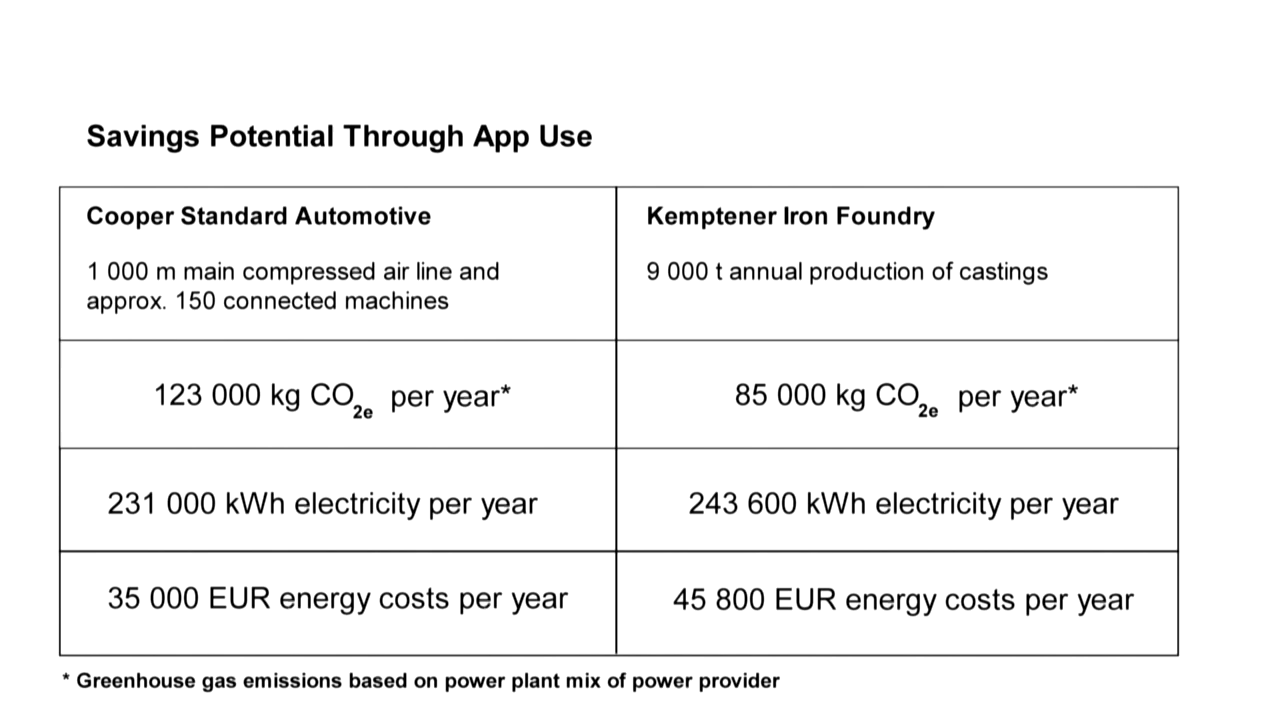 Savings Potential Through App Use
Cooper Standard Automotive
1 000 m main compressed air line and
approx. 150 connected machines
Kemptener Iron Foundry
9 000 t annual production of castings
123 000 kg CO2e per year*
85 000 kg CO2e per year*
231 000 kWh electricity per year
243 600 kWh electricity per year
35 000 EUR energy costs per year
45 800 EUR energy costs per year
* Greenhouse gas emissions based on power plant mix of power provider